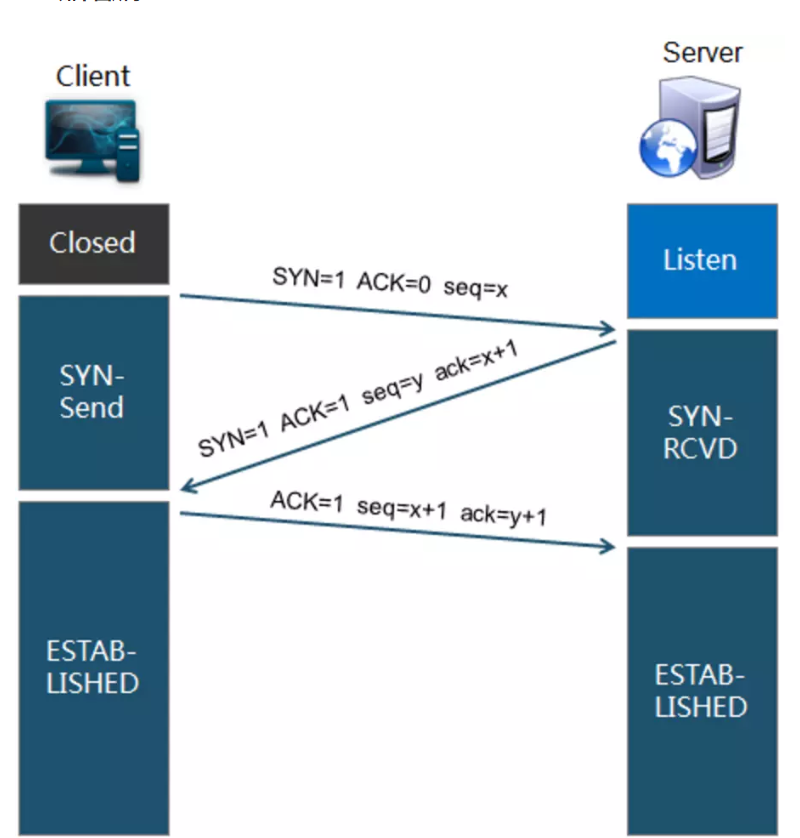 Client
Server
Closed
Listen
SYN=1 ACK=0 seq=x
SYN-
Send
SYN=1 ACK=1 seq=y ack=x+1
SYN-
RCVD
ACK=1 seq=x+1 ack=y+1
ESTAB-
LISHED
ESTAB-
LISHED